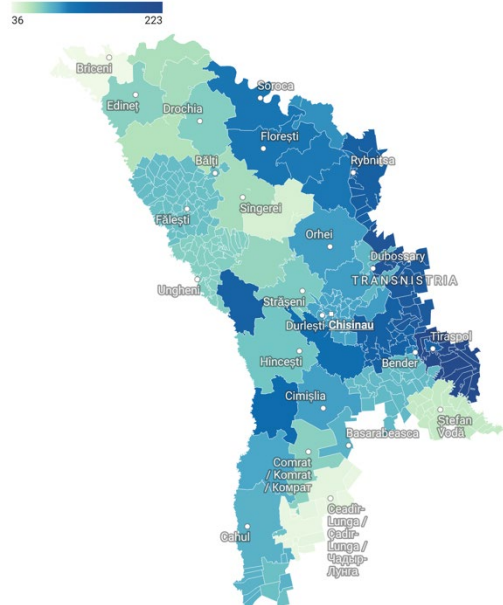 36 223
Briceni
Edineț
Soroca
Drochia
Florești
Bălți
Rybnitsa
Sîngerei
Fălești
Orhei
Dubossary
TRANSNISTRIA
Ungheni
Strășeni
Durlești Chisinau
Tiraspol
Hîncești
Bender
Cimișlia
Ștefan
Vodă
Basarabeasca
Comrat
/ Komrat
/ Комрат
Ceadîr-
Lunga /
Çadır-
Lunga /
Чадыр-
Лунга
Cahul